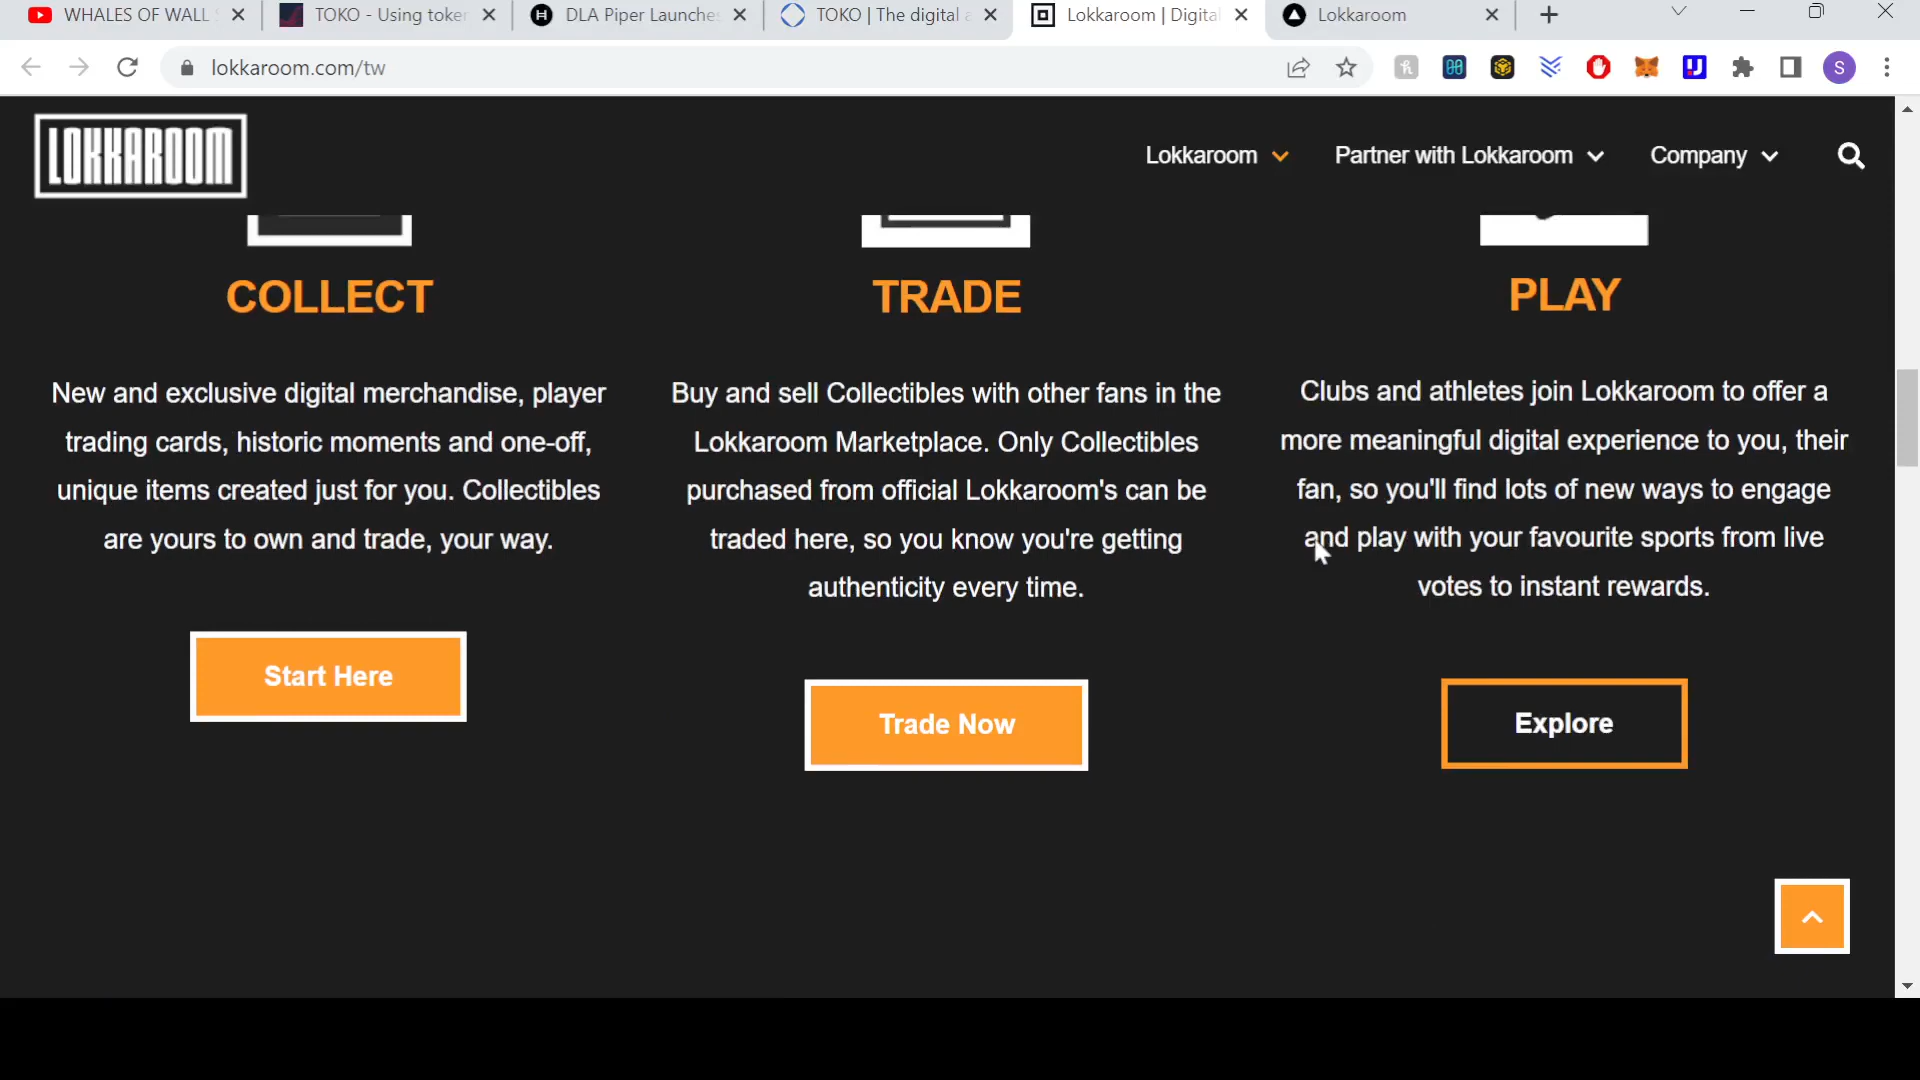 WHALES OF WALL
TOKO - Using token
DLA Piper Launches
TOKO | The digital a
Lokkaroom | Digital
Lokkaroom
lokkaroom.com/tw
S
LOKKAROOM
Lokkaroom
Partner with Lokkaroom
Company
COLLECT
New and exclusive digital merchandise, player
trading cards, historic moments and one-off,
unique items created just for you. Collectibles
are yours to own and trade, your way.
Start Here
TRADE
Buy and sell Collectibles with other fans in the
Lokkaroom Marketplace. Only Collectibles
purchased from official Lokkaroom's can be
traded here, so you know you're getting
authenticity every time.
Trade Now
PLAY
Clubs and athletes join Lokkaroom to offer a
more meaningful digital experience to you, their
fan, so you'll find lots of new ways to engage
and play with your favourite sports from live
votes to instant rewards.
Explore